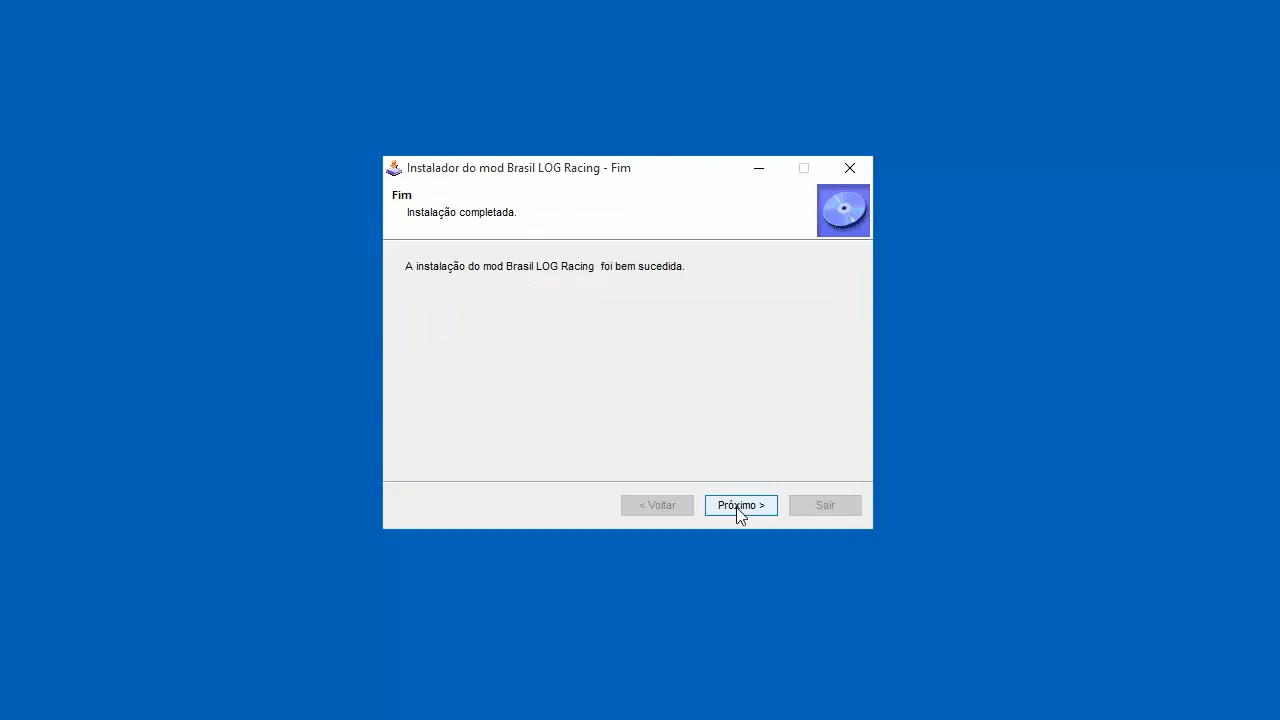 Instalador do mod Brasil LOG Racing - Fim
Fim
Instalação completada.
A instalação do mod Brasil LOG Racing  foi bem sucedida.
< Voltar
Próximo >
Sair